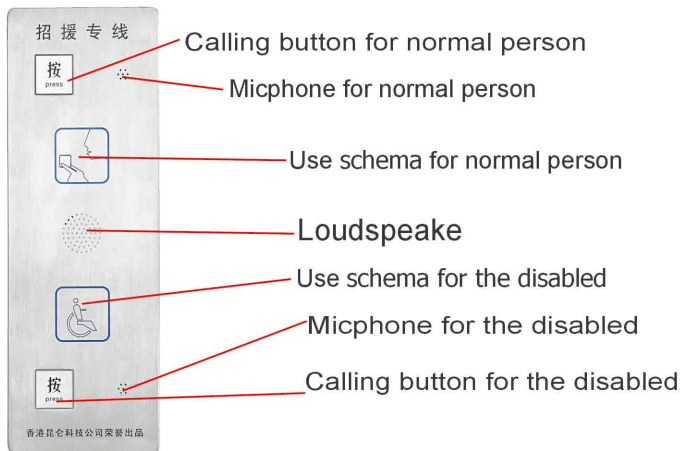 招援专线
Calling button for normal person
按
press
Micphone for normal person
Use schema for normal person
Loudspeake
Use schema for the disabled
Micphone for the disabled
按
press
Calling button for the disabled
香港昆仑科技公司荣誉出品